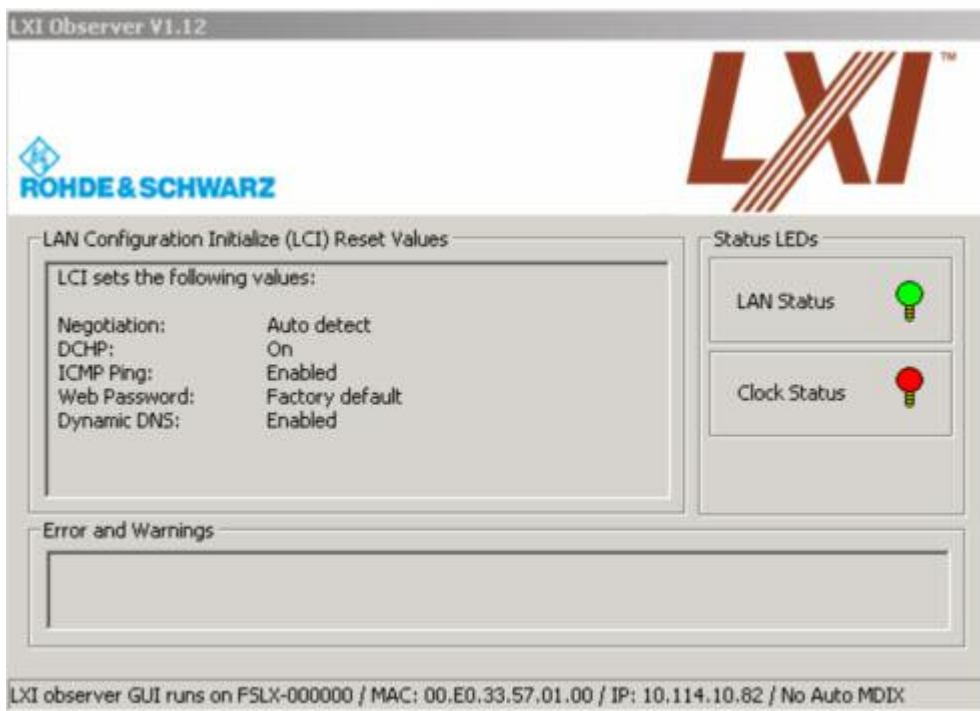 LXI Observer V1.12
LXI TM
ROHDE & SCHWARZ
LAN Configuration Initialize (LCI) Reset Values
LCI sets the following values:
Negotiation: Auto detect
DCHP: On
ICMP Ping: Enabled
Web Password: Factory default
Dynamic DNS: Enabled
Status LEDs
LAN Status
Clock Status
Error and Warnings
LXI observer GUI runs on FSLX-000000 / MAC: 00.E0.33.57.01.00 / IP: 10.114.10.82 / No Auto MDIX